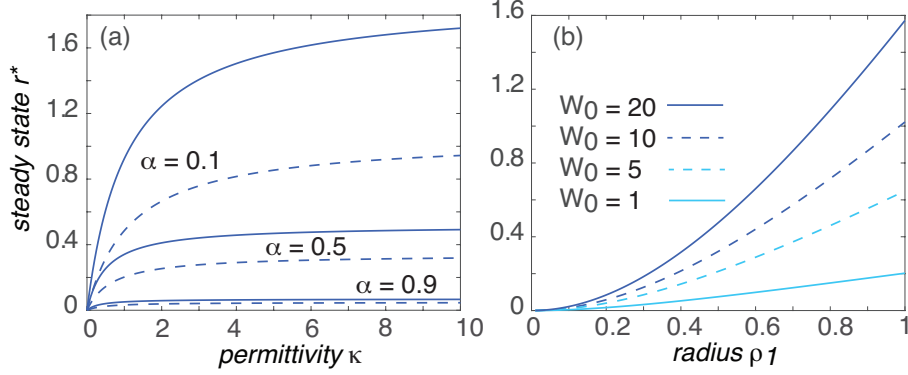 (a)
steady state r*
1.6
1.2
0.8
0.4
0
α = 0.1
α = 0.5
α = 0.9
0 2 4 6 8 10
permittivity κ
(b)
1.6
1.2
0.8
0.4
0
W0 = 20
W0 = 10
W0 = 5
W0 = 1
0 0.2 0.4 0.6 0.8 1
radius ρ1